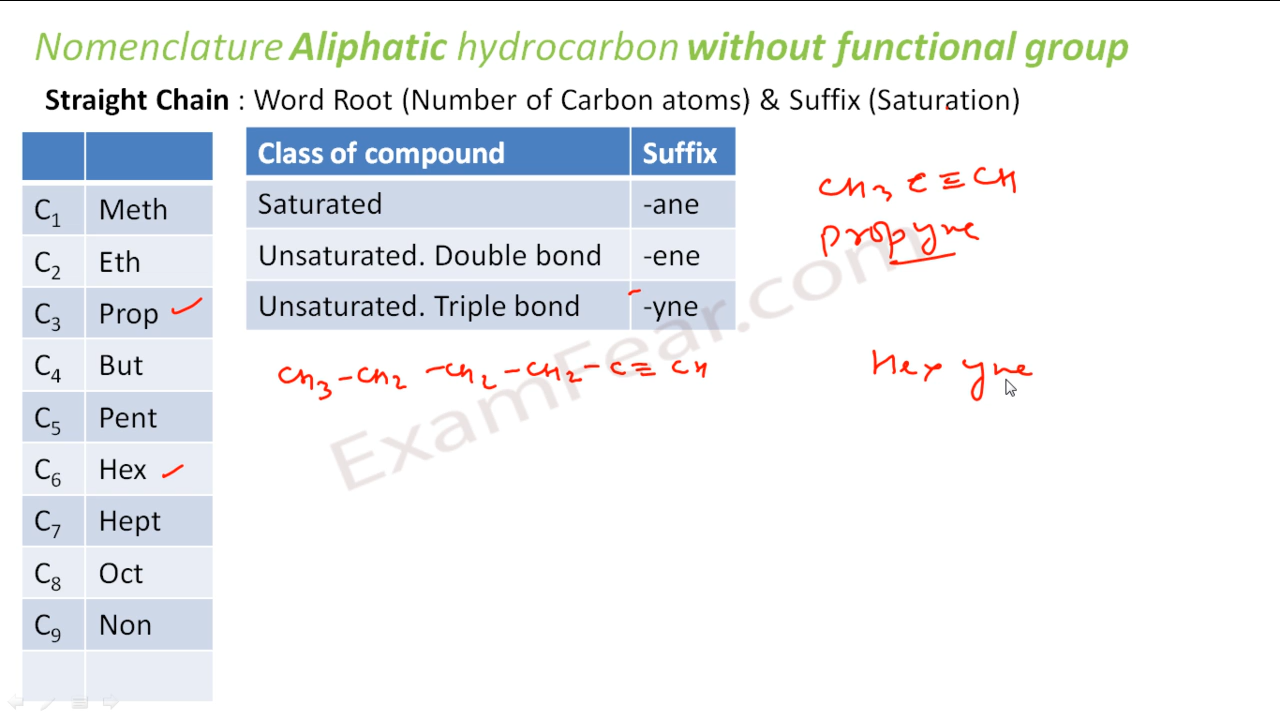 Nomenclature Aliphatic hydrocarbon without functional group
Straight Chain : Word Root (Number of Carbon atoms) & Suffix (Saturation)
C₁ Meth
C₂ Eth
C₃ Prop
C₄ But
C₅ Pent
C₆ Hex
C₇ Hept
C₈ Oct
C₉ Non
Class of compound Suffix
Saturated -ane
Unsaturated. Double bond -ene
Unsaturated. Triple bond -yne
CH₃ C≡CH
Propyne
CH₃-CH₂-CH₂-CH₂-C≡CH
Hex yne
ExamFear.com